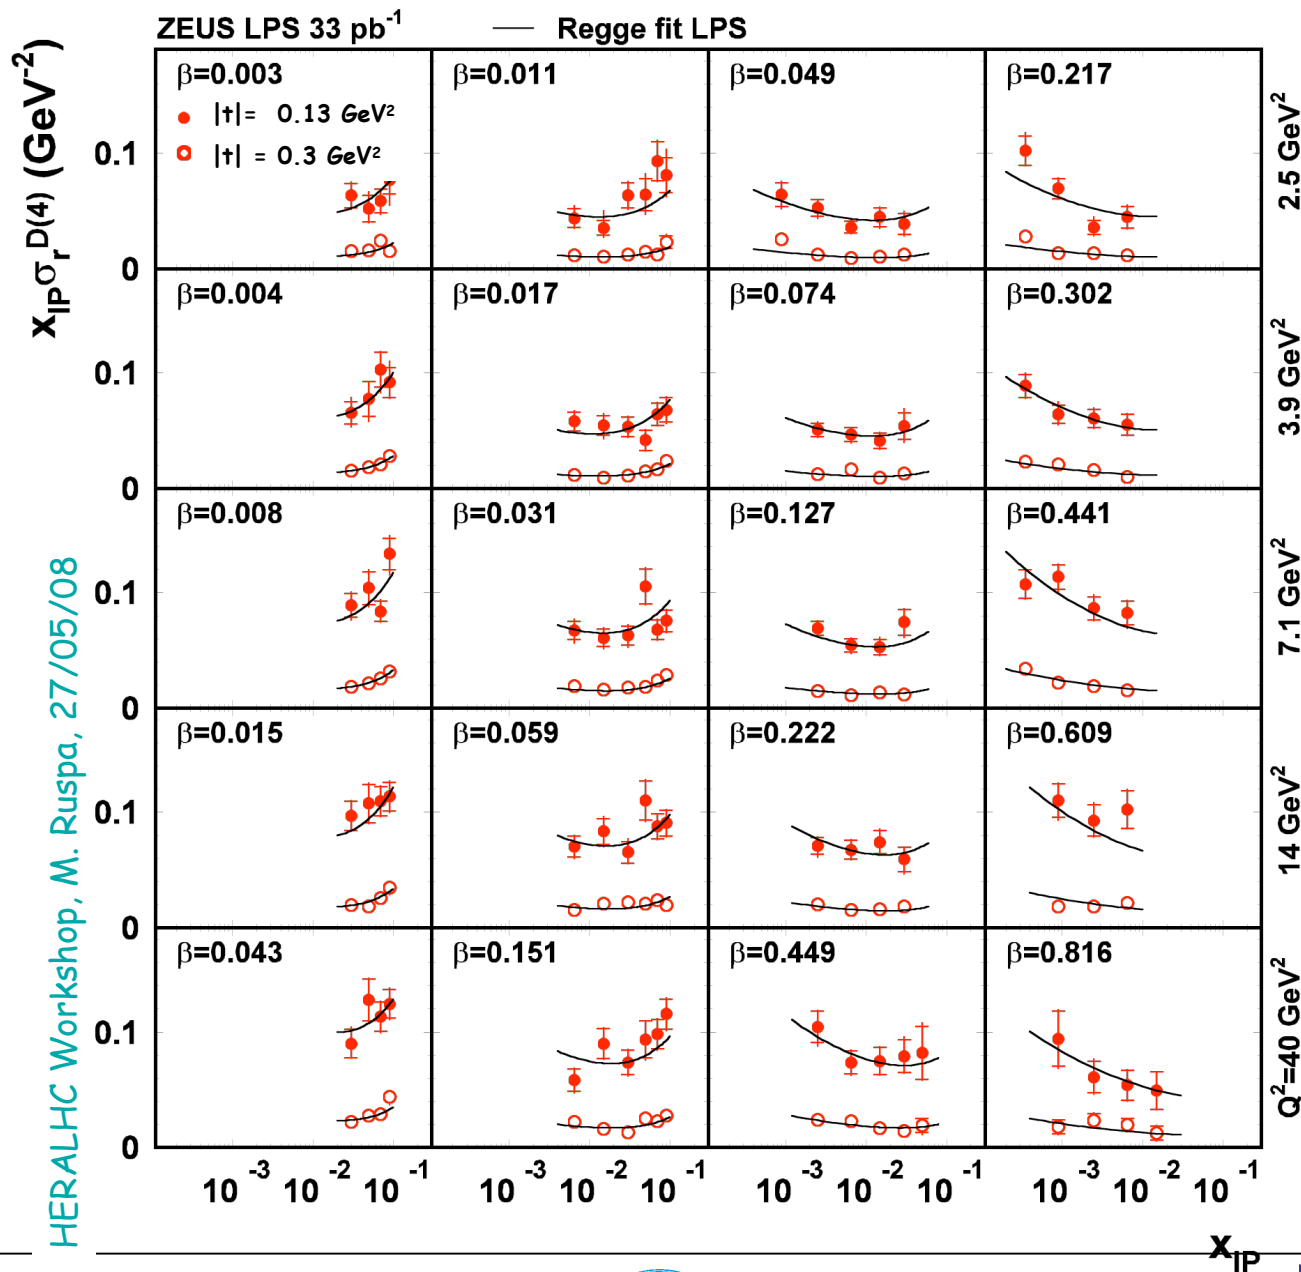 ZEUS LPS 33 pb⁻¹ — Regge fit LPS
x_IP σ_r^D(4) (GeV⁻²)
β=0.003 β=0.011 β=0.049 β=0.217
|t|= 0.13 GeV²
|t| = 0.3 GeV²
0.1
0
2.5 GeV²
β=0.004 β=0.017 β=0.074 β=0.302
0.1
0
3.9 GeV²
β=0.008 β=0.031 β=0.127 β=0.441
0.1
0
7.1 GeV²
β=0.015 β=0.059 β=0.222 β=0.609
0.1
0
14 GeV²
β=0.043 β=0.151 β=0.449 β=0.816
0.1
0
Q²=40 GeV²
10⁻³ 10⁻² 10⁻¹ 10⁻³ 10⁻² 10⁻¹ 10⁻³ 10⁻² 10⁻¹ 10⁻³ 10⁻² 10⁻¹
x_IP
HERALHC Workshop, M. Ruspa, 27/05/08